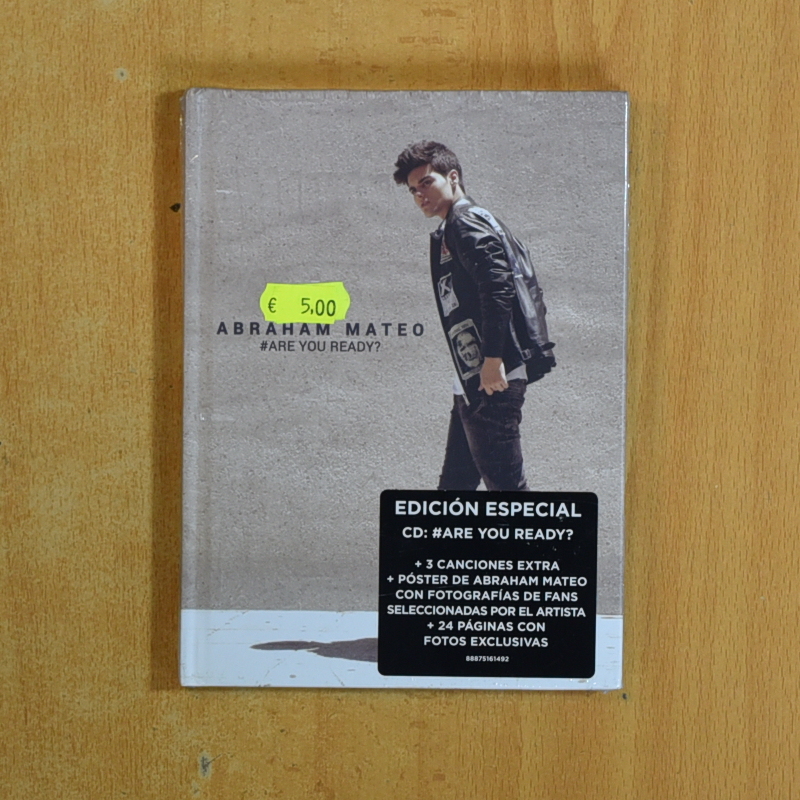 € 5,00
ABRAHAM MATEO
#ARE YOU READY?
EDICIÓN ESPECIAL
CD: #ARE YOU READY?
+ 3 CANCIONES EXTRA
+ PÓSTER DE ABRAHAM MATEO
CON FOTOGRAFÍAS DE FANS
SELECCIONADAS POR EL ARTISTA
+ 24 PÁGINAS CON
FOTOS EXCLUSIVAS
88875161492